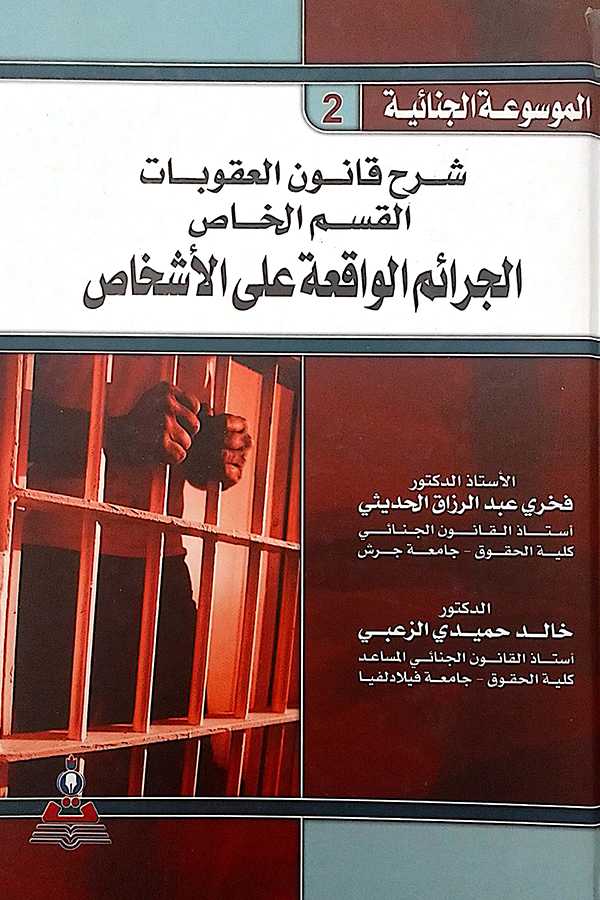 الموسوعة الجنائية 2
شرح قانون العقوبات
القسم الخاص
الجرائم الواقعة على الأشخاص
الأستاذ الدكتور
فخري عبد الرزاق الحديثي
أستاذ القانون الجنائي
كلية الحقوق - جامعة جرش
الدكتور
خالد حميدي الزعبي
أستاذ القانون الجنائي المساعد
كلية الحقوق - جامعة فيلادلفيا